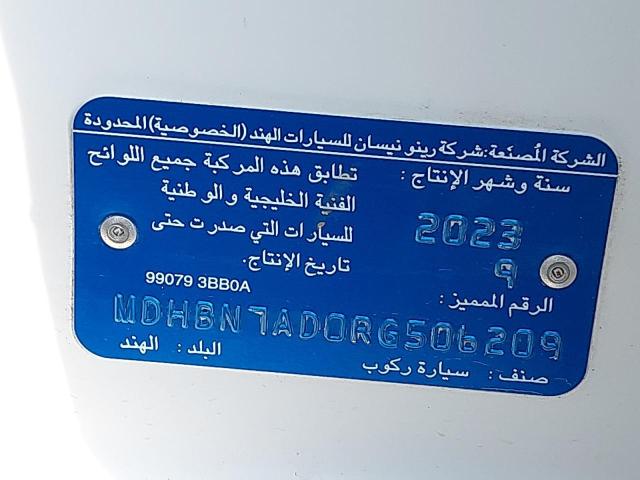 الشركة المُصنَعة: شركة رينو نيسان للسيارات الهند (الخصوصية) المحدودة
سنة وشهر الإنتاج :
2023
9
تطابق هذه المركبة جميع اللوائح
الفنية الخليجية والوطنية
للسيارات التي صدرت حتى
تاريخ الإنتاج.
99079 3BB0A
الرقم المميز :
MDHBN7AD0RG506209
صنف : سيارة ركوب
البلد : الهند